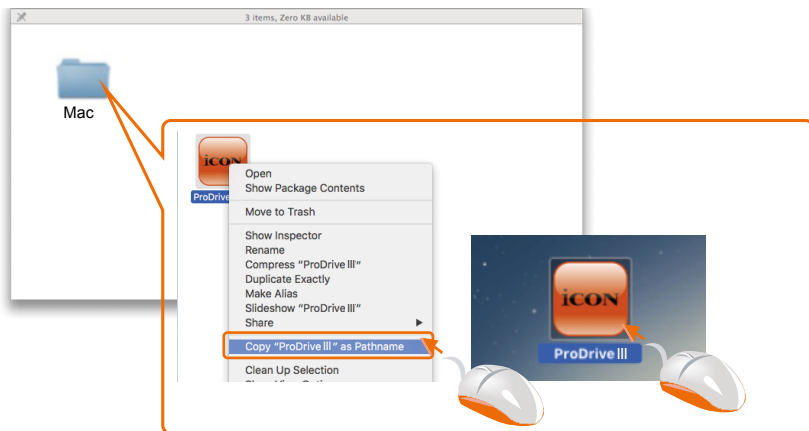 3 items, Zero KB available
Mac
iCON
ProDrive
Open
Show Package Contents
Move to Trash
Show Inspector
Rename
Compress “ProDrive III”
Duplicate Exactly
Make Alias
Slideshow “ProDrive III”
Share
Copy “ProDrive III” as Pathname
Clean Up Selection
iCON
ProDrive III